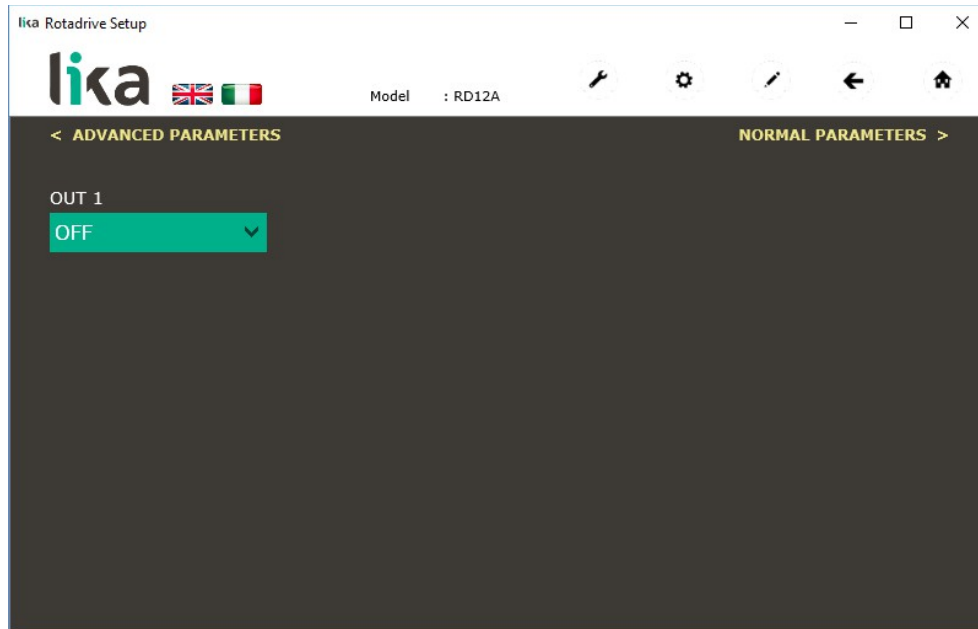 lika Rotadrive Setup
lika
Model : RD12A
< ADVANCED PARAMETERS
NORMAL PARAMETERS >
OUT 1
OFF